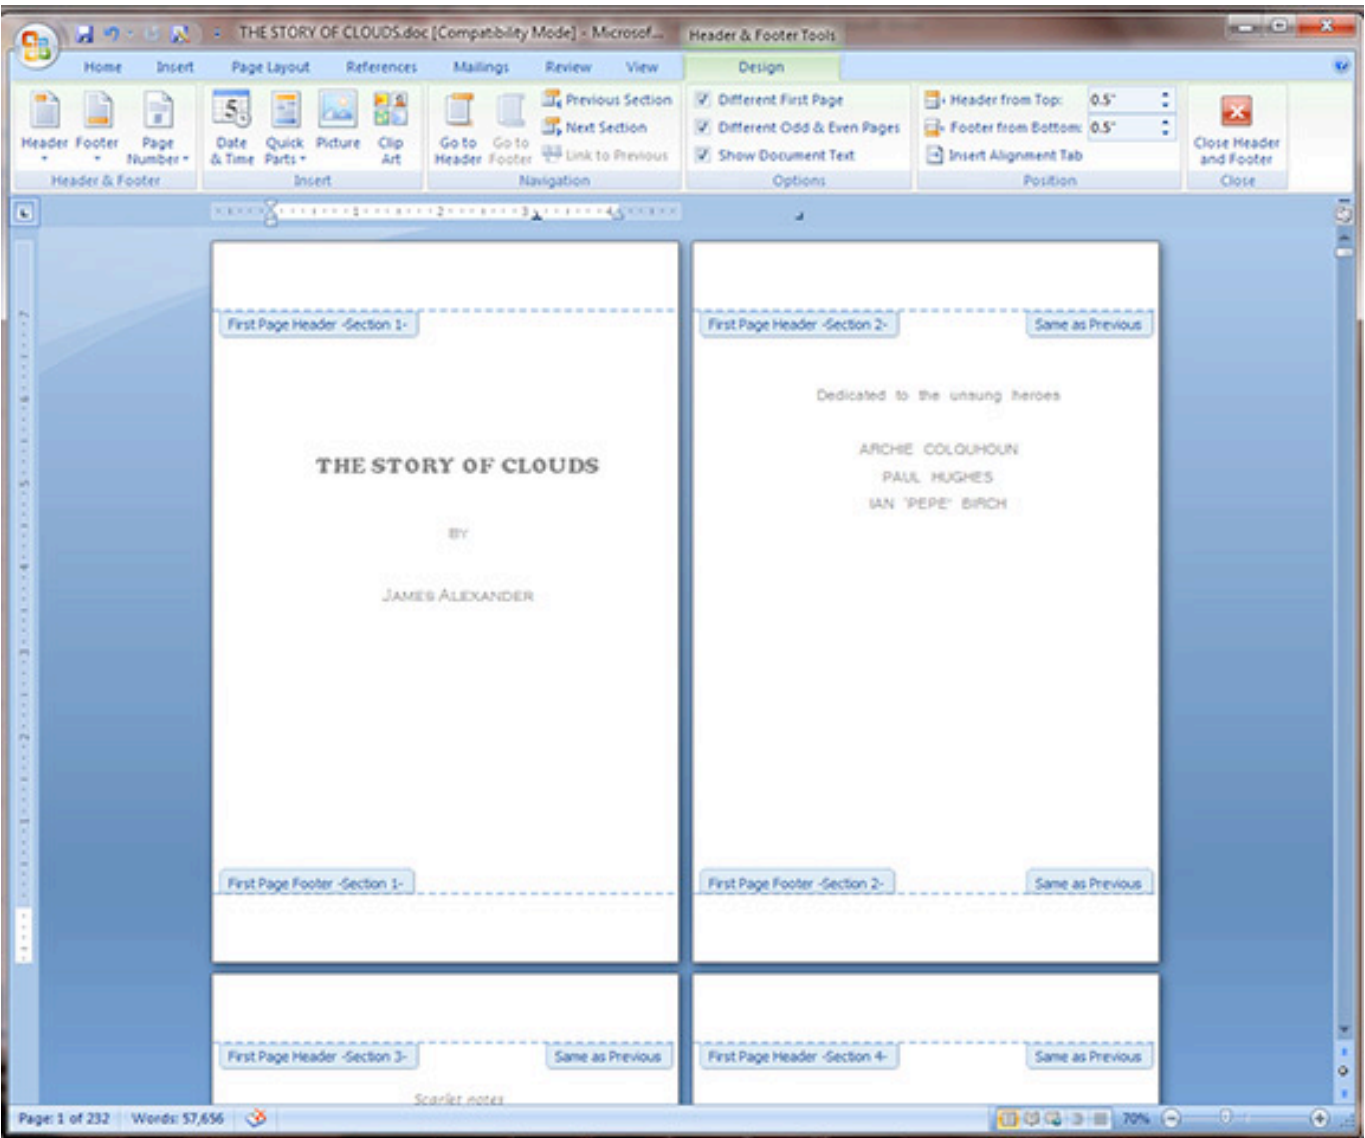 THE STORY OF CLOUDS.doc [Compatibility Mode] - Microsof... Header & Footer Tools
Home Insert Page Layout References Mailings Review View Design
Header Footer Page Number
Header & Footer
5
Date & Time Quick Parts Picture Clip Art
Insert
Go to Header Go to Footer
Previous Section
Next Section
Link to Previous
Navigation
Different First Page
Different Odd & Even Pages
Show Document Text
Options
Header from Top: 0.5"
Footer from Bottom: 0.5"
Insert Alignment Tab
Position
Close Header and Footer
Close
1 2 3 4
First Page Header -Section 1-
THE STORY OF CLOUDS
BY
JAMES ALEXANDER
First Page Footer -Section 1-
First Page Header -Section 2- Same as Previous
Dedicated to the unsung heroes
ARCHIE COLQUHOUN
PAUL HUGHES
IAN "PEPE" BIRCH
First Page Footer -Section 2- Same as Previous
First Page Header -Section 3- Same as Previous
Scarlet notes
First Page Header -Section 4- Same as Previous
Page: 1 of 232 Words: 57,656 70%